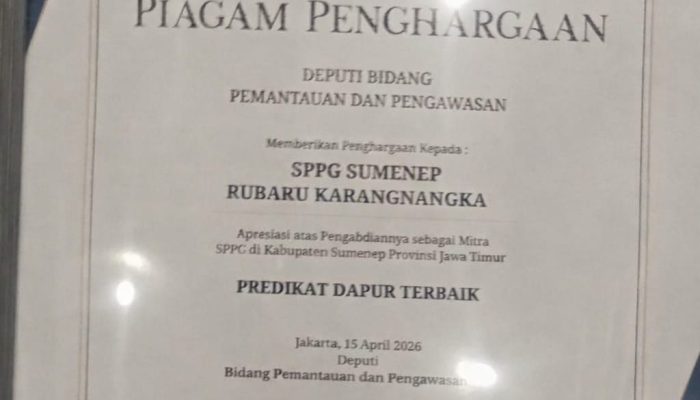 PIAGAM PENGHARGAAN
DEPUTI BIDANG
PEMANTAUAN DAN PENGAWASAN
Memberikan Penghargaan Kepada :
SPPG SUMENEP
RUBARU KARANGNANGKA
Apresiasi atas Pengabdiannya sebagai Mitra
SPPG di Kabupaten Sumenep Provinsi Jawa Timur
PREDIKAT DAPUR TERBAIK
Jakarta, 15 April 2026
Deputi
Bidang Pemantauan dan Pengawasan